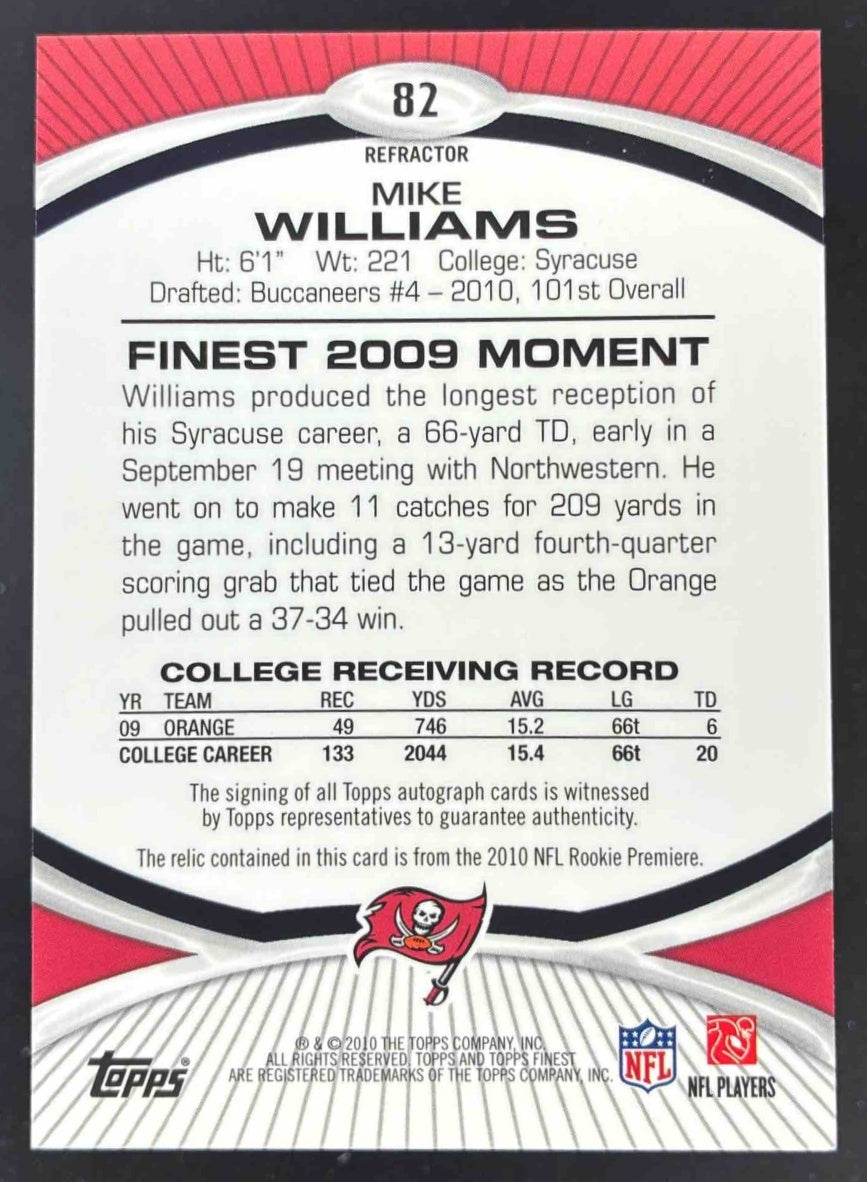 82
REFRACTOR
MIKE
WILLIAMS
Ht: 6'1" Wt: 221 College: Syracuse
Drafted: Buccaneers #4 – 2010, 101st Overall
FINEST 2009 MOMENT
Williams produced the longest reception of
his Syracuse career, a 66-yard TD, early in a
September 19 meeting with Northwestern. He
went on to make 11 catches for 209 yards in
the game, including a 13-yard fourth-quarter
scoring grab that tied the game as the Orange
pulled out a 37-34 win.
COLLEGE RECEIVING RECORD
YR TEAM REC YDS AVG LG TD
09 ORANGE 49 746 15.2 66t 6
COLLEGE CAREER 133 2044 15.4 66t 20
The signing of all Topps autograph cards is witnessed
by Topps representatives to guarantee authenticity.
The relic contained in this card is from the 2010 NFL Rookie Premiere.
® & © 2010 THE TOPPS COMPANY, INC.
ALL RIGHTS RESERVED. TOPPS AND TOPPS FINEST
ARE REGISTERED TRADEMARKS OF THE TOPPS COMPANY, INC.
Topps®
NFL
NFL PLAYERS